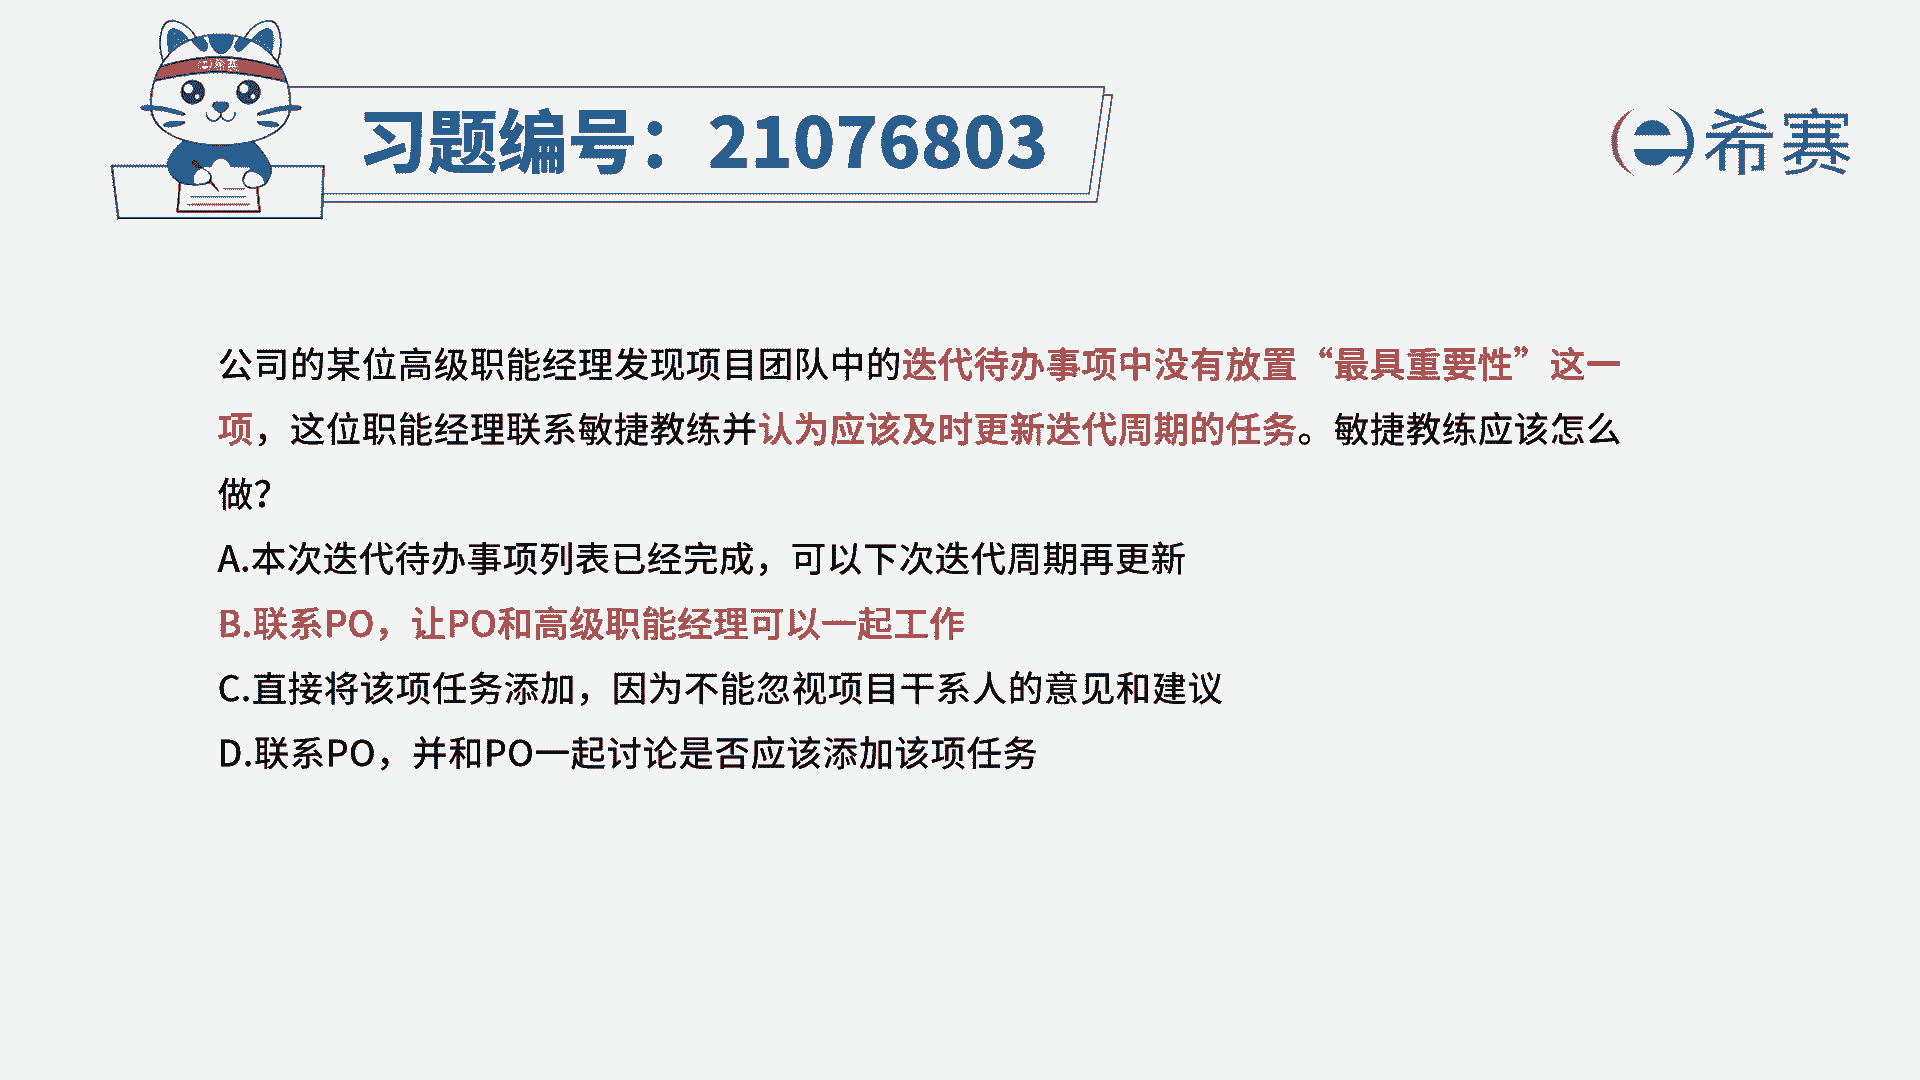 习题编号：21076803
希赛
公司的某位高级职能经理发现项目团队中的迭代待办事项中没有放置“最具重要性”这一
项，这位职能经理联系敏捷教练并认为应该及时更新迭代周期的任务。敏捷教练应该怎么
做？
A.本次迭代待办事项列表已经完成，可以下次迭代周期再更新
B.联系PO，让PO和高级职能经理可以一起工作
C.直接将该项任务添加，因为不能忽视项目干系人的意见和建议
D.联系PO，并和PO一起讨论是否应该添加该项任务